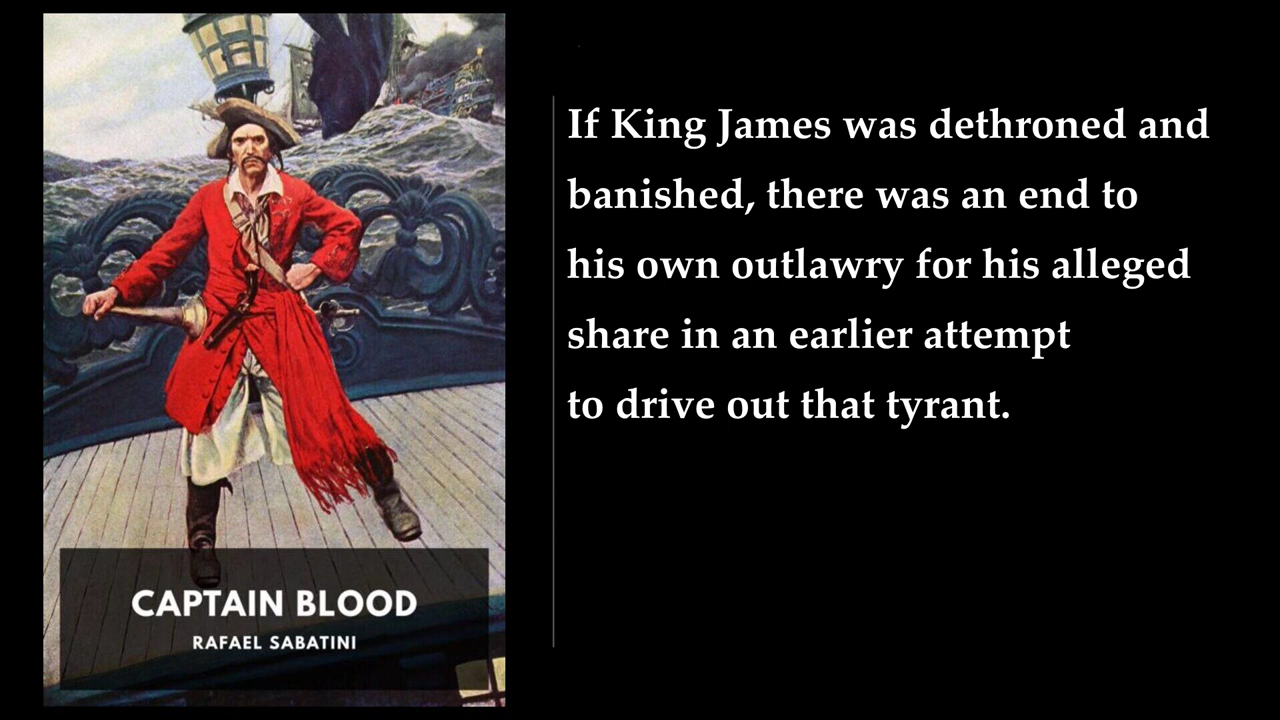 CAPTAIN BLOOD
RAFAEL SABATINI
If King James was dethroned and
banished, there was an end to
his own outlawry for his alleged
share in an earlier attempt
to drive out that tyrant.